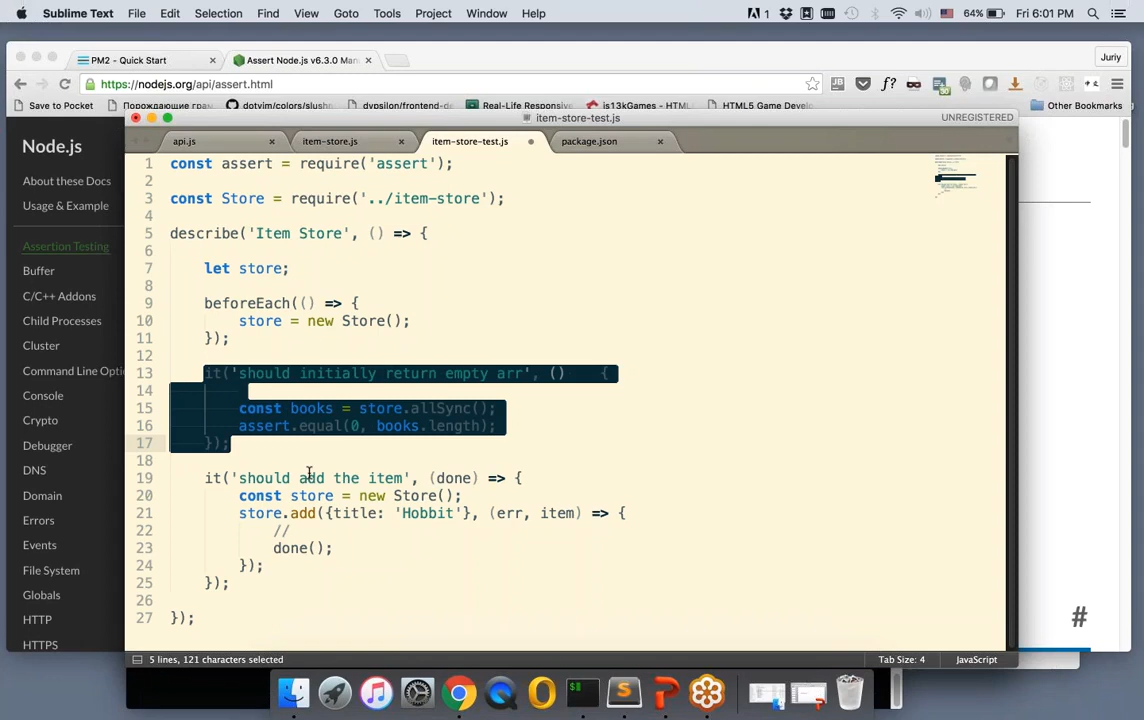 Sublime Text File Edit Selection Find View Goto Tools Project Window Help 1 64% Fri 6:01 PM
PM2 - Quick Start Assert Node.js v6.3.0 Man Juriy
https://nodejs.org/api/assert.html
Save to Pocket Порождающие dotvim/colors/slush dypsilon/frontend-de Real-Life Responsive is13kGames - HTML HTML5 Game Develo Other Bookmarks
item-store-test.js UNREGISTERED
api.js item-store.js item-store-test.js package.json
Node.js
About these Docs
Usage & Example
Assertion Testing
Buffer
C/C++ Addons
Child Processes
Cluster
Command Line Optio
Console
Crypto
Debugger
DNS
Domain
Errors
Events
File System
Globals
HTTP
HTTPS
1 const assert = require('assert');
2
3 const Store = require('../item-store');
4
5 describe('Item Store', () => {
6
7 let store;
8
9 beforeEach(() => {
10 store = new Store();
11 });
12
13 it('should initially return empty arr', () {
14
15 const books = store.allSync();
16 assert.equal(0, books.length);
17 });
18
19 it('should add the item', (done) => {
20 const store = new Store();
21 store.add({title: 'Hobbit'}, (err, item) => {
22 //
23 done();
24 });
25 });
26
27 });
#
5 lines, 121 characters selected Tab Size: 4 JavaScript